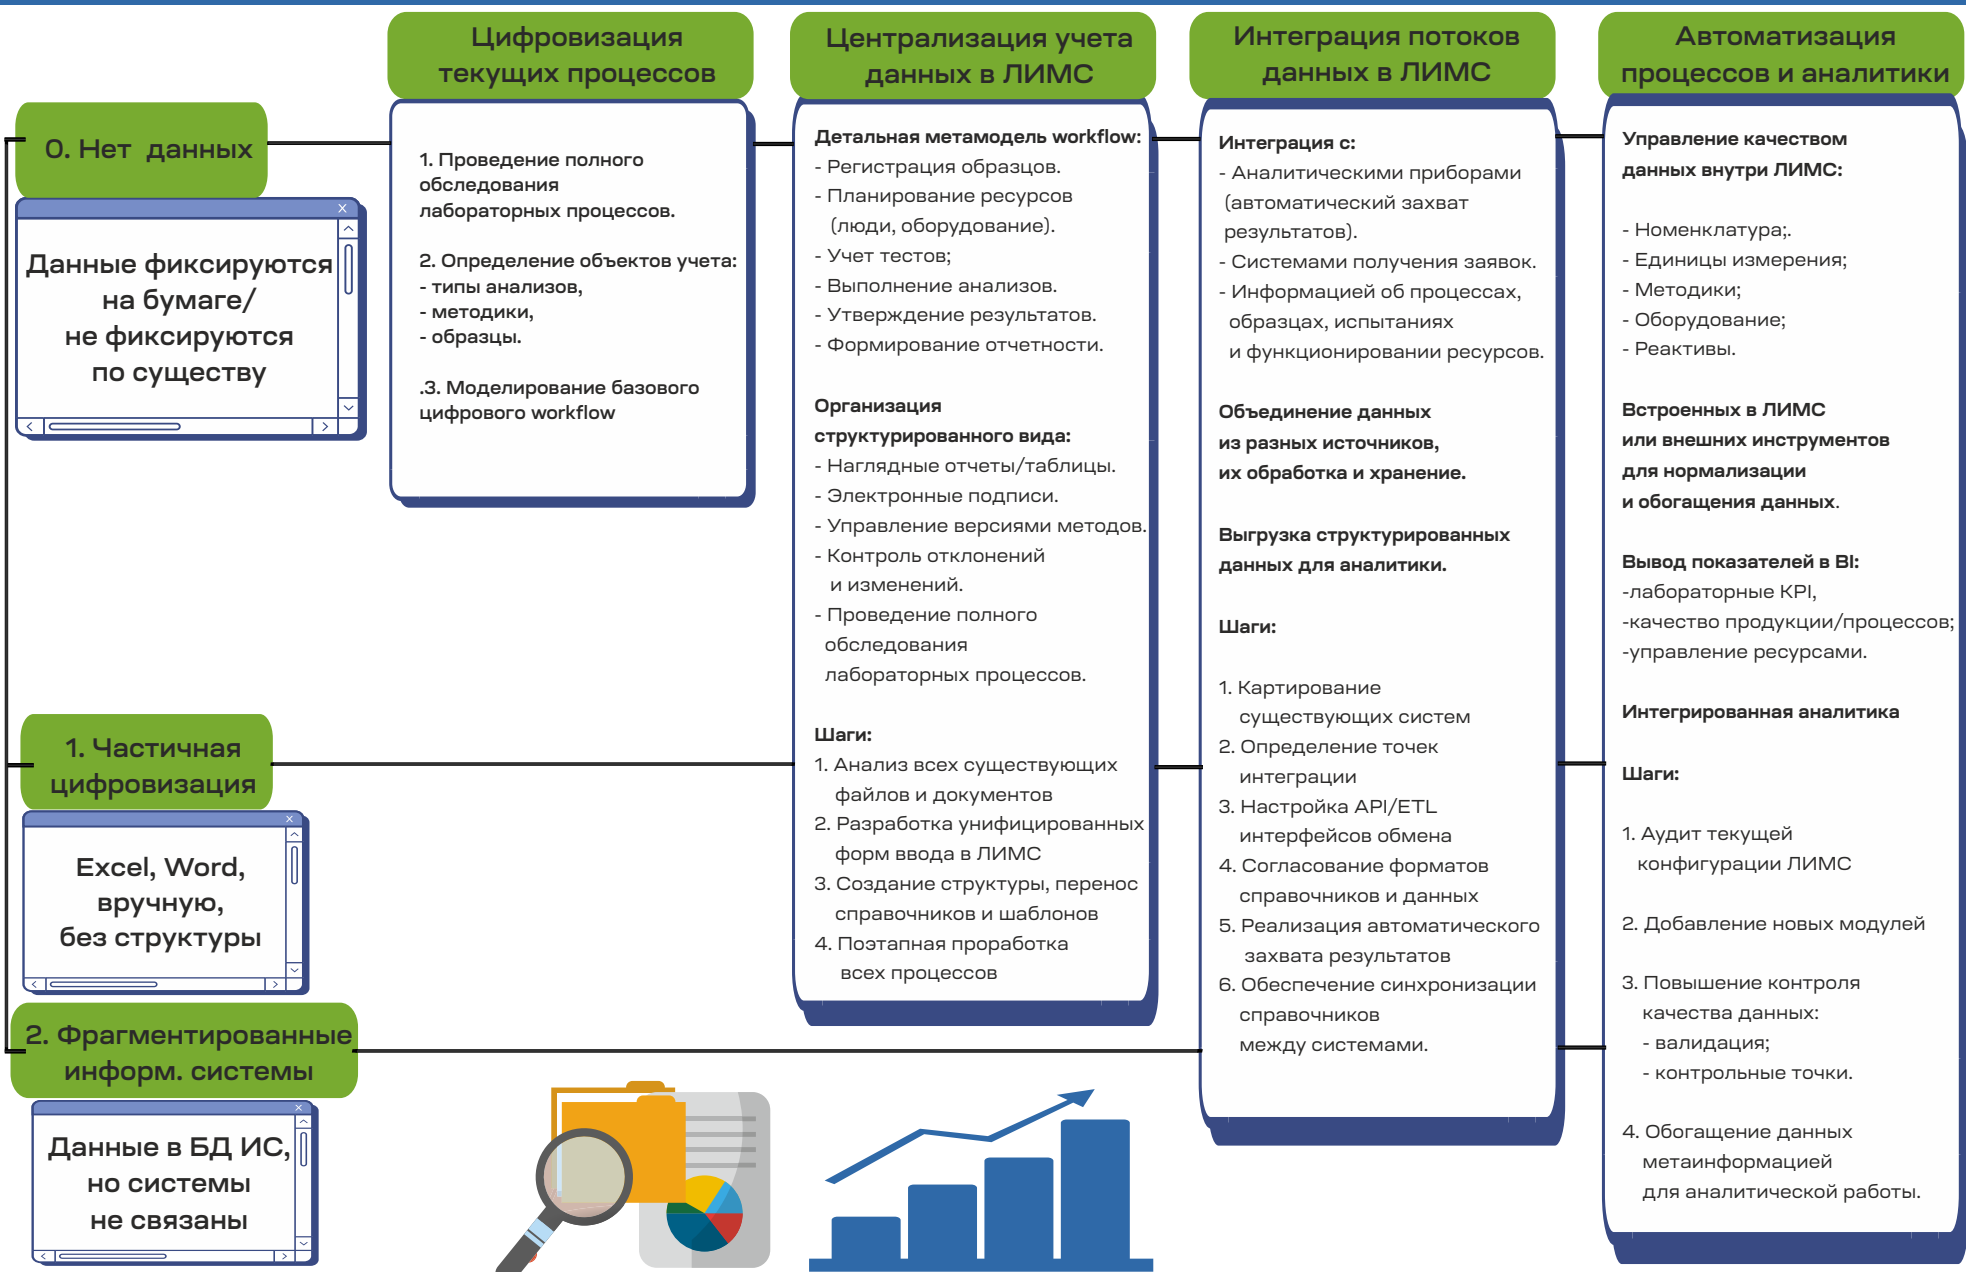 Цифровизация
текущих процессов
Централизация учета
данных в ЛИМС
Интеграция потоков
данных в ЛИМС
Автоматизация
процессов и аналитики
0. Нет данных
Данные фиксируются
на бумаге/
не фиксируются
по существу
1. Проведение полного
обследования
лабораторных процессов.
2. Определение объектов учета:
- типы анализов,
- методики,
- образцы.
.3. Моделирование базового
цифрового workflow
Детальная метамодель workflow:
- Регистрация образцов.
- Планирование ресурсов
(люди, оборудование).
- Учет тестов;
- Выполнение анализов.
- Утверждение результатов.
- Формирование отчетности.
Организация
структурированного вида:
- Наглядные отчеты/таблицы.
- Электронные подписи.
- Управление версиями методов.
- Контроль отклонений
и изменений.
- Проведение полного
обследования
лабораторных процессов.
Шаги:
1. Анализ всех существующих
файлов и документов
2. Разработка унифицированных
форм ввода в ЛИМС
3. Создание структуры, перенос
справочников и шаблонов
4. Поэтапная проработка
всех процессов
Интеграция с:
- Аналитическими приборами
(автоматический захват
результатов).
- Системами получения заявок.
- Информацией об процессах,
образцах, испытаниях
и функционировании ресурсов.
Объединение данных
из разных источников,
их обработка и хранение.
Выгрузка структурированных
данных для аналитики.
Шаги:
1. Картирование
существующих систем
2. Определение точек
интеграции
3. Настройка API/ETL
интерфейсов обмена
4. Согласование форматов
справочников и данных
5. Реализация автоматического
захвата результатов
6. Обеспечение синхронизации
справочников
между системами.
Управление качеством
данных внутри ЛИМС:
- Номенклатура;.
- Единицы измерения;
- Методики;
- Оборудование;
- Реактивы.
Встроенных в ЛИМС
или внешних инструментов
для нормализации
и обогащения данных.
Вывод показателей в BI:
-лабораторные KPI,
-качество продукции/процессов;
-управление ресурсами.
Интегрированная аналитика
Шаги:
1. Аудит текущей
конфигурации ЛИМС
2. Добавление новых модулей
3. Повышение контроля
качества данных:
- валидация;
- контрольные точки.
4. Обогащение данных
метаинформацией
для аналитической работы.
1. Частичная
цифровизация
Excel, Word,
вручную,
без структуры
2. Фрагментированные
информ. системы
Данные в БД ИС,
но системы
не связаны